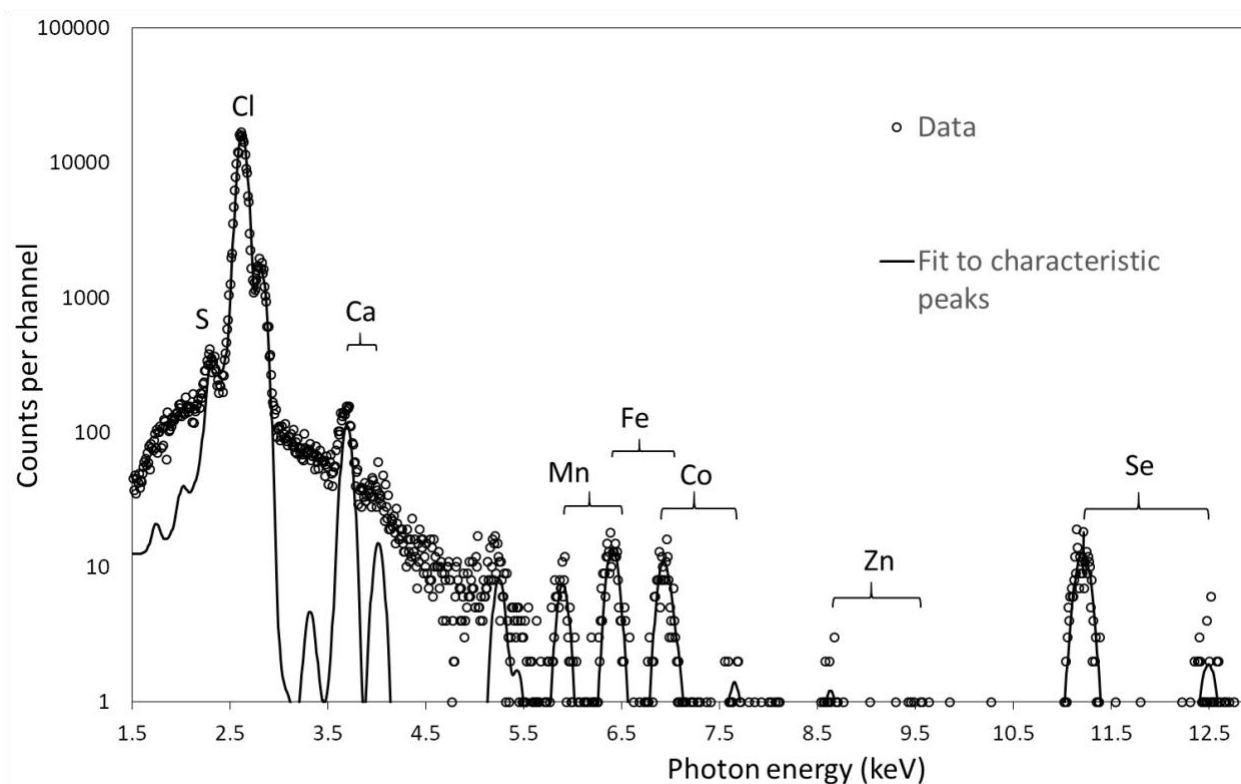 100000
10000
1000
100
10
1
Counts per channel
S
Cl
Ca
Mn
Fe
Co
Zn
Se
Data
Fit to characteristic
peaks
1.5 2.5 3.5 4.5 5.5 6.5 7.5 8.5 9.5 10.5 11.5 12.5
Photon energy (keV)